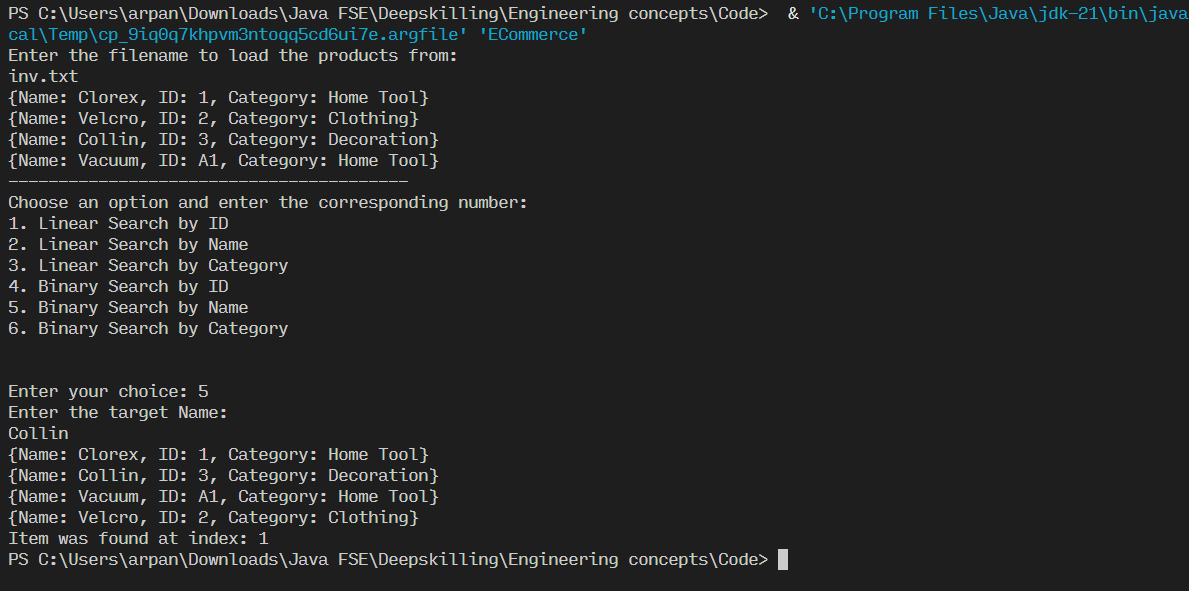 PS C:\Users\arpan\Downloads\Java FSE\Deepskilling\Engineering concepts\Code>  & 'C:\Program Files\Java\jdk-21\bin\java
cal\Temp\cp_9iq0q7khpvm3ntoqq5cd6ui7e.argfile' 'ECommerce'
Enter the filename to load the products from:
inv.txt
{Name: Clorex, ID: 1, Category: Home Tool}
{Name: Velcro, ID: 2, Category: Clothing}
{Name: Collin, ID: 3, Category: Decoration}
{Name: Vacuum, ID: A1, Category: Home Tool}
----------------------------------------
Choose an option and enter the corresponding number:
1. Linear Search by ID
2. Linear Search by Name
3. Linear Search by Category
4. Binary Search by ID
5. Binary Search by Name
6. Binary Search by Category
Enter your choice: 5
Enter the target Name:
Collin
{Name: Clorex, ID: 1, Category: Home Tool}
{Name: Collin, ID: 3, Category: Decoration}
{Name: Vacuum, ID: A1, Category: Home Tool}
{Name: Velcro, ID: 2, Category: Clothing}
Item was found at index: 1
PS C:\Users\arpan\Downloads\Java FSE\Deepskilling\Engineering concepts\Code>